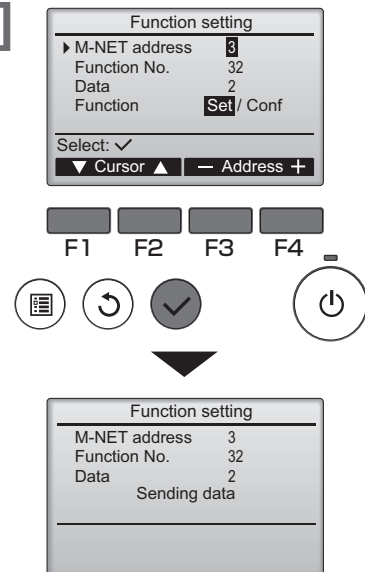 Function setting
M-NET address 3
Function No. 32
Data 2
Function Set / Conf
Select: ✓
▼ Cursor ▲ − Address +
F1 F2 F3 F4
Function setting
M-NET address 3
Function No. 32
Data 2
Sending data